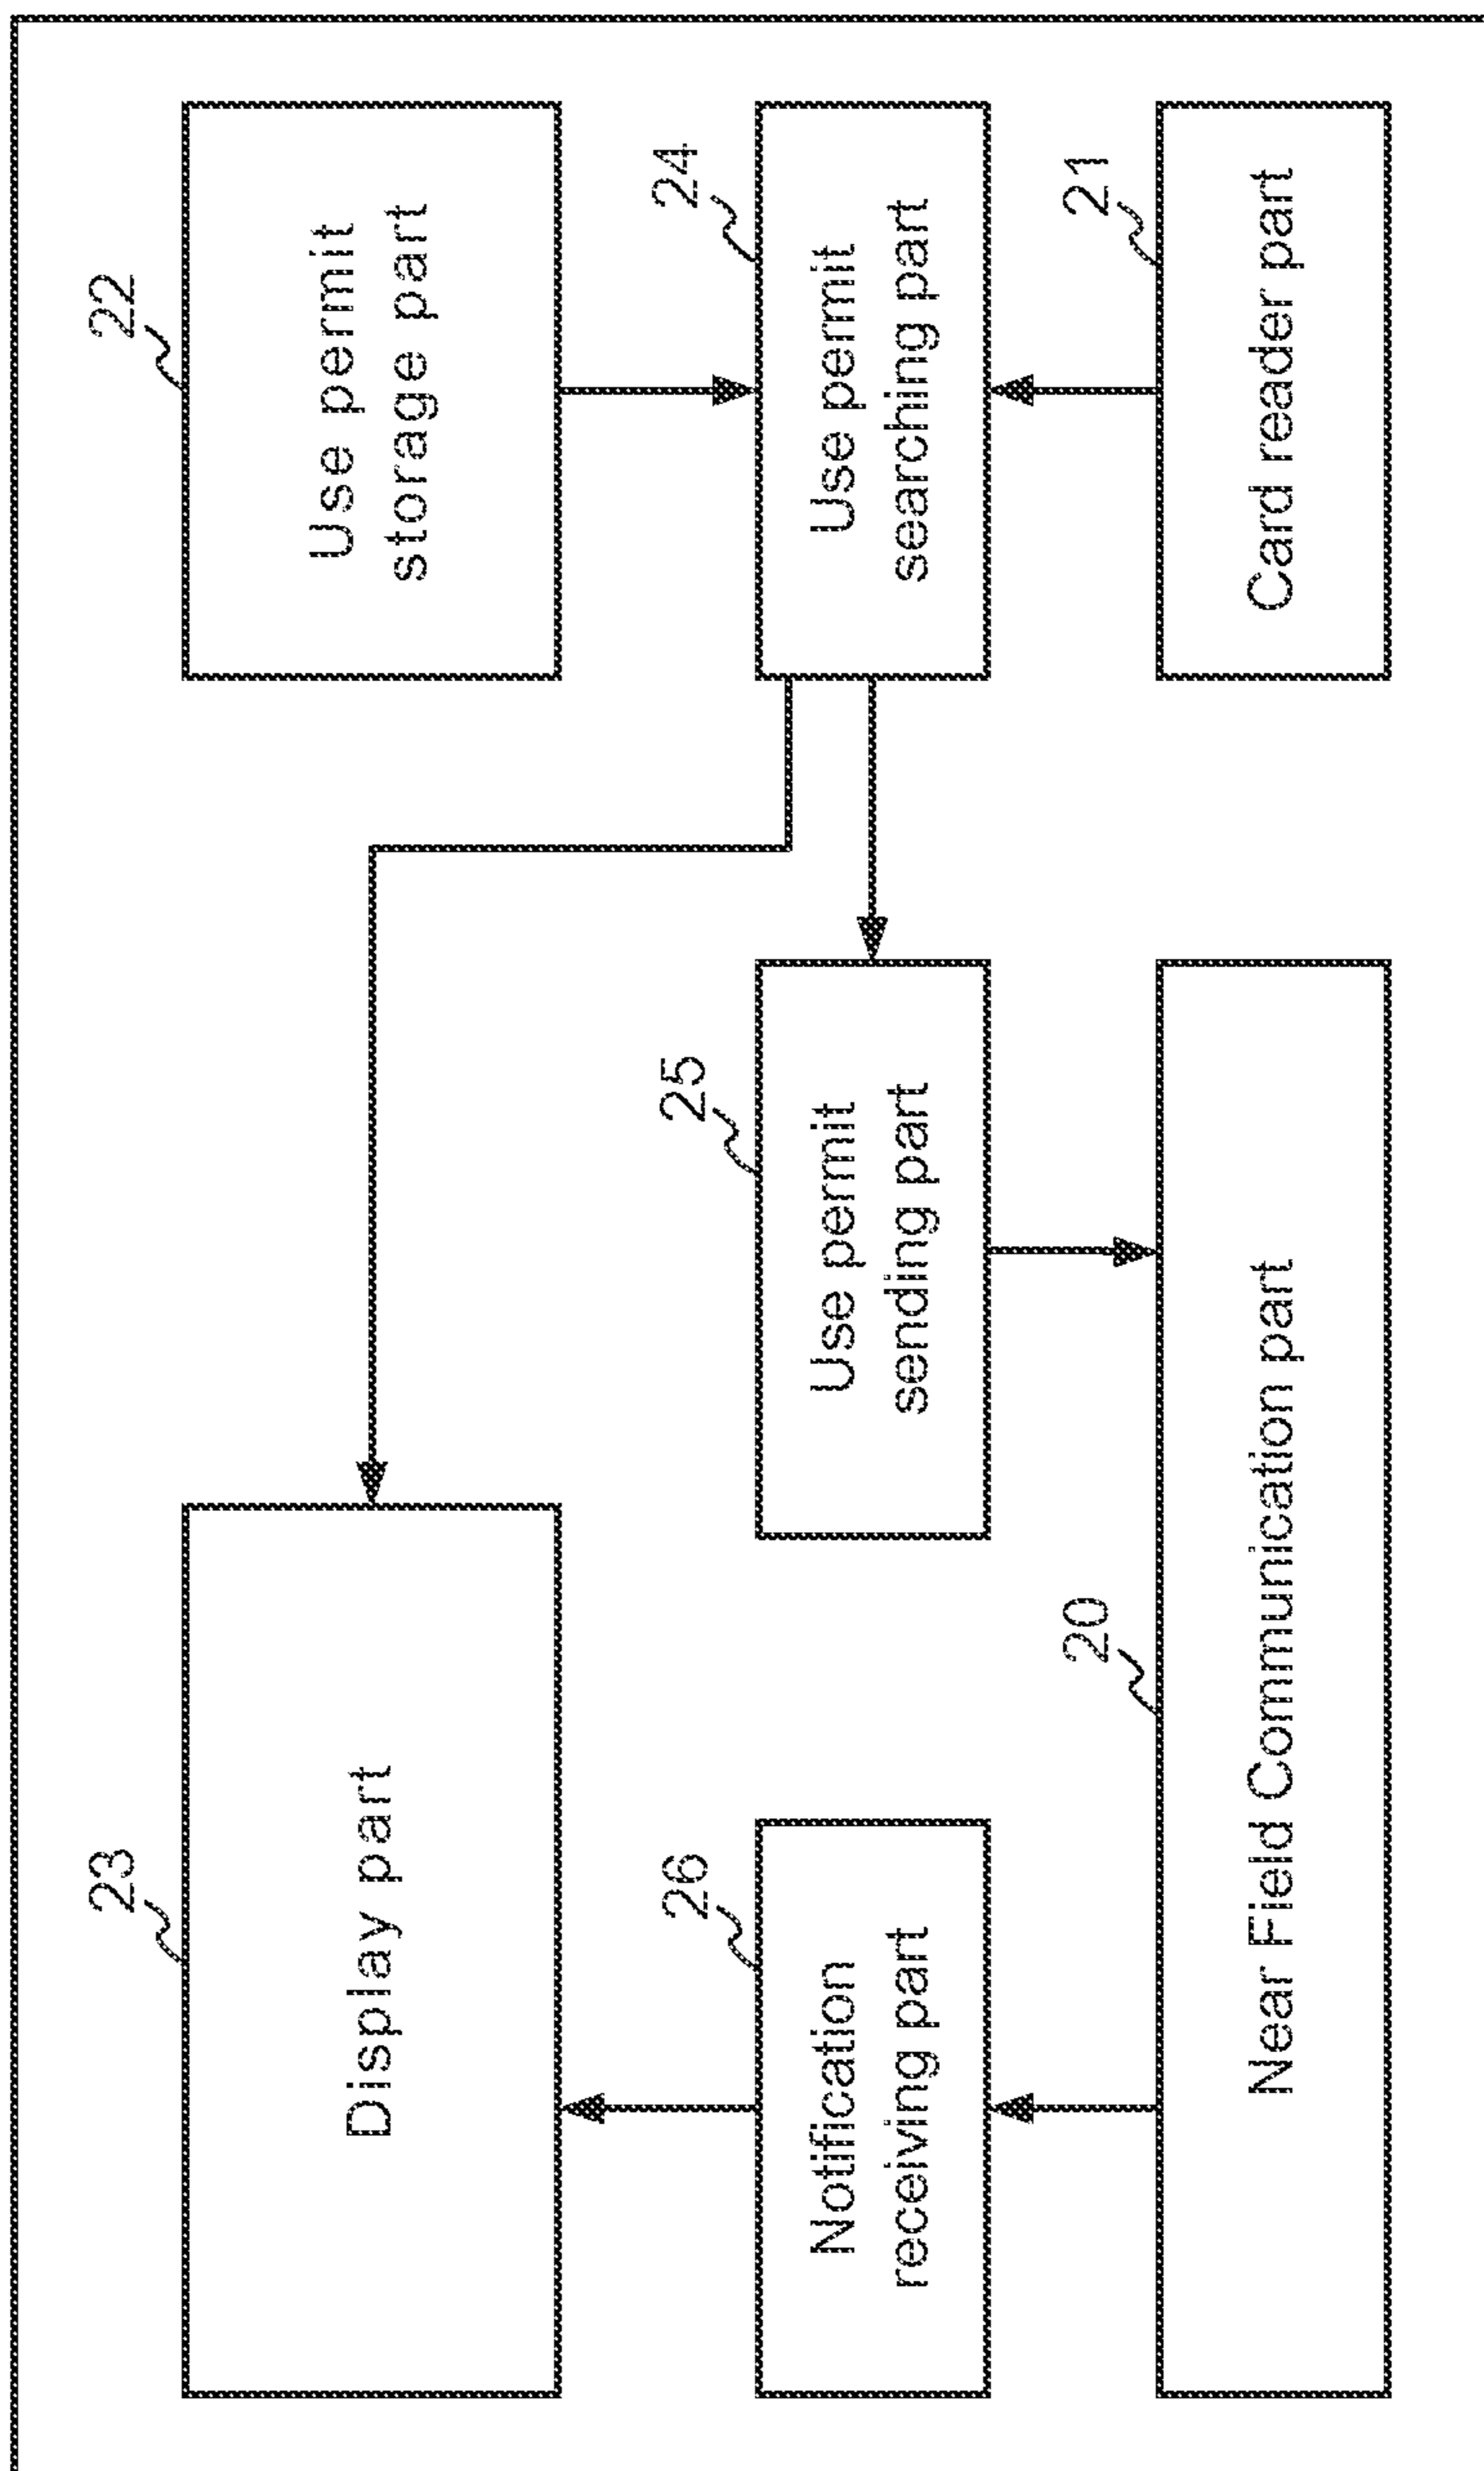 23
Display part
22
Use permit
storage part
26
Notification
receiving part
25
Use permit
sending part
24
Use permit
searching part
20
Near Field Communication part
21
Card reader part